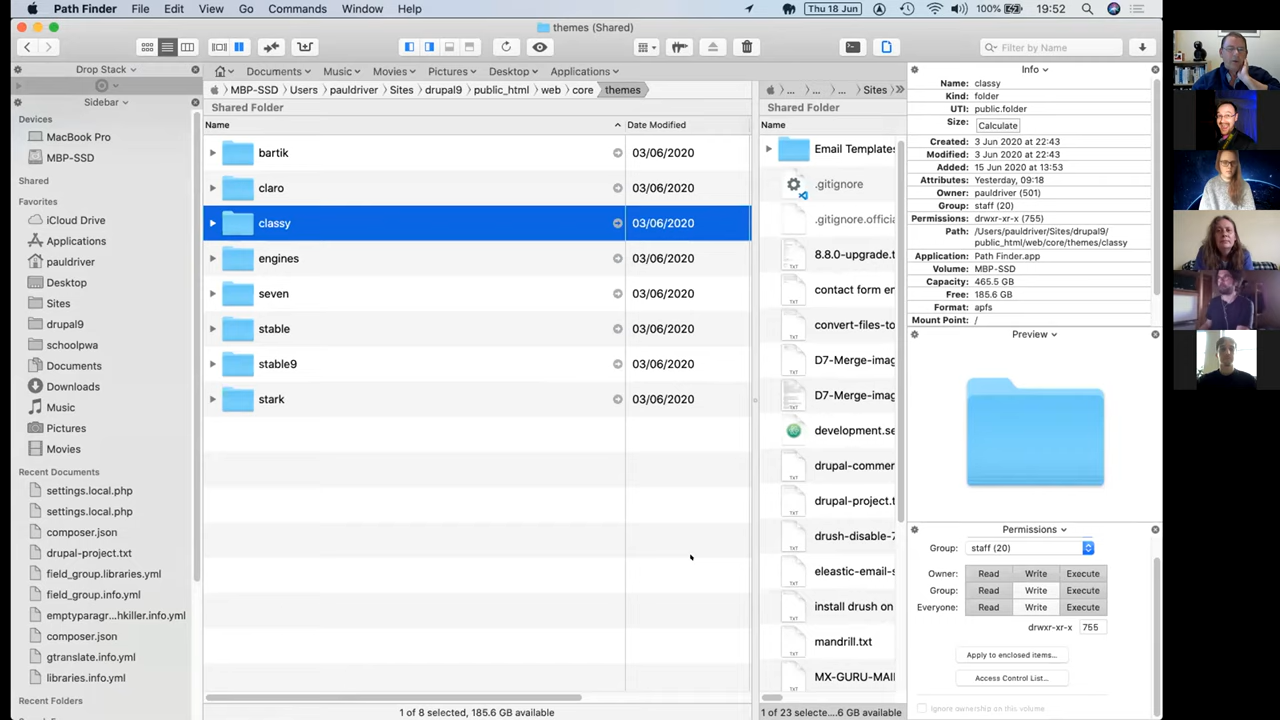 Path Finder File Edit View Go Commands Window Help
Thu 18 Jun 100% 19:52
themes (Shared)
Filter by Name
Drop Stack
Sidebar
Devices
MacBook Pro
MBP-SSD
Shared
Favorites
iCloud Drive
Applications
pauldriver
Desktop
Sites
drupal9
schoolpwa
Documents
Downloads
Music
Pictures
Movies
Recent Documents
settings.local.php
settings.local.php
composer.json
drupal-project.txt
field_group.libraries.yml
field_group.info.yml
emptyparagr...hkiller.info.yml
composer.json
gtranslate.info.yml
libraries.info.yml
Recent Folders
Documents Music Movies Pictures Desktop Applications
MBP-SSD Users pauldriver Sites drupal9 public_html web core themes
Shared Folder
Name Date Modified
bartik 03/06/2020
claro 03/06/2020
classy 03/06/2020
engines 03/06/2020
seven 03/06/2020
stable 03/06/2020
stable9 03/06/2020
stark 03/06/2020
1 of 8 selected, 185.6 GB available
... ... ... Sites
Shared Folder
Name
Email Templates
.gitignore
.gitignore.officia
8.8.0-upgrade.t
contact form en
convert-files-to
D7-Merge-imag
D7-Merge-imag
development.se
drupal-commer
drupal-project.t
drush-disable-7
eleastic-email-s
install drush on
mandrill.txt
MX-GURU-MAI
1 of 23 selecte....6 GB available
Info
Name: classy
Kind: folder
UTI: public.folder
Size: Calculate
Created: 3 Jun 2020 at 22:43
Modified: 3 Jun 2020 at 22:43
Added: 15 Jun 2020 at 13:53
Attributes: Yesterday, 09:18
Owner: pauldriver (501)
Group: staff (20)
Permissions: drwxr-xr-x (755)
Path: /Users/pauldriver/Sites/drupal9/
public_html/web/core/themes/classy
Application: Path Finder.app
Volume: MBP-SSD
Capacity: 465.5 GB
Free: 185.6 GB
Format: apfs
Mount Point: /
Preview
Permissions
Group: staff (20)
Owner: Read Write Execute
Group: Read Write Execute
Everyone: Read Write Execute
drwxr-xr-x 755
Apply to enclosed items...
Access Control List...
Ignore ownership on this volume